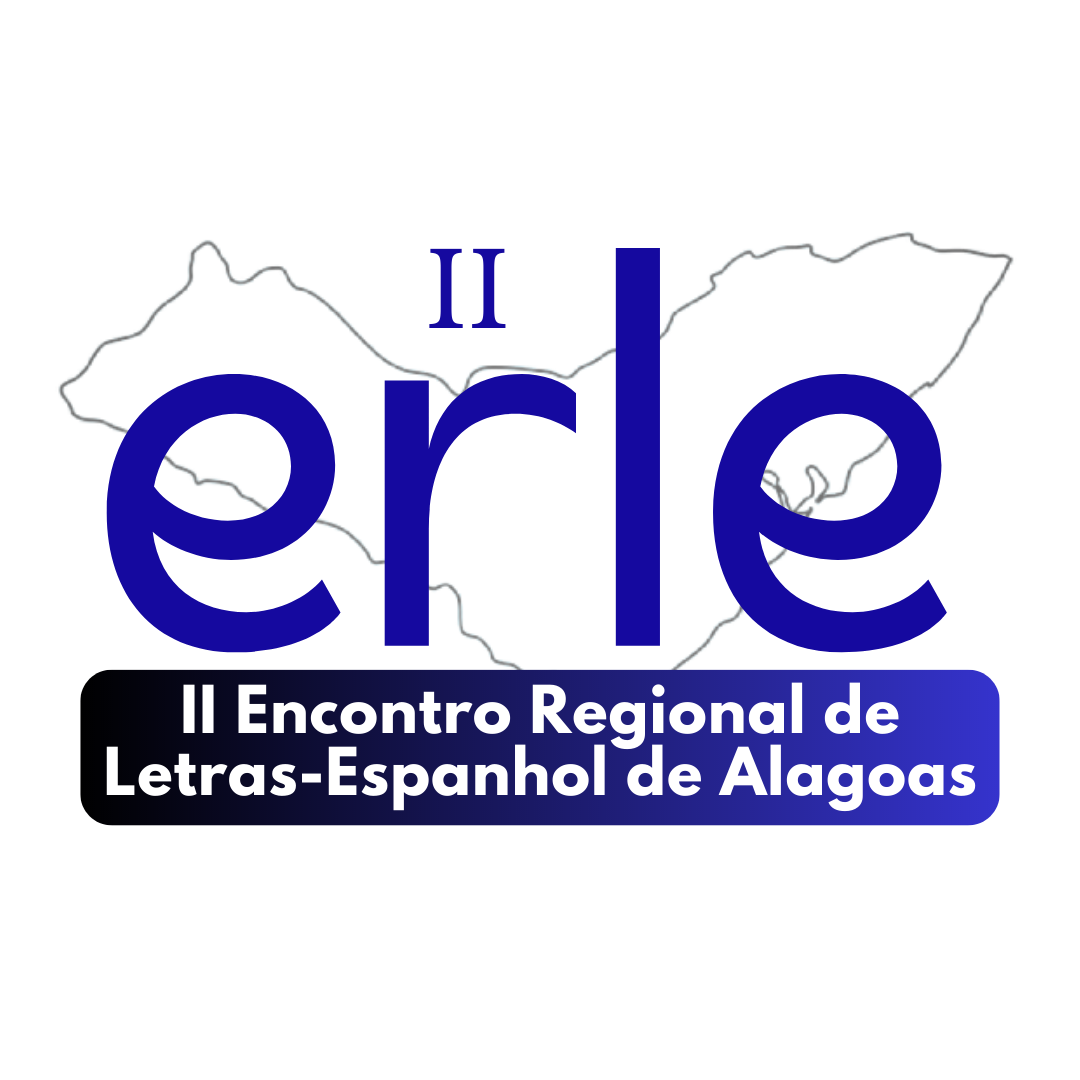 II
erle
II Encontro Regional de
Letras-Espanhol de Alagoas